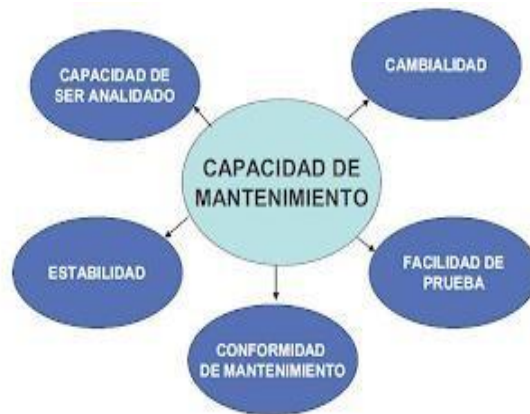 CAPACIDAD DE
SER ANALIDADO
CAMBIALIDAD
CAPACIDAD DE
MANTENIMIENTO
ESTABILIDAD
FACILIDAD DE
PRUEBA
CONFORMIDAD
DE MANTENIMIENTO